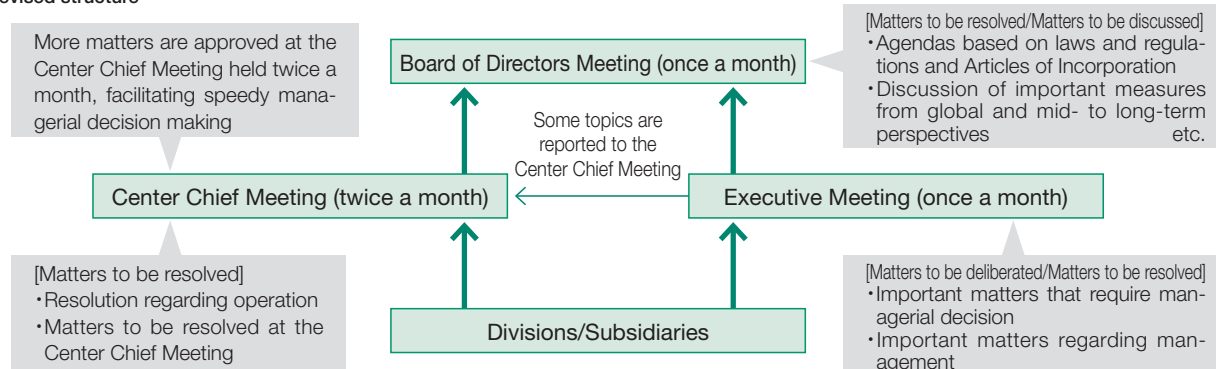 More matters are approved at the
Center Chief Meeting held twice a
month, facilitating speedy mana-
gerial decision making
Board of Directors Meeting (once a month)
[Matters to be resolved/Matters to be discussed]
・Agendas based on laws and regula-
tions and Articles of Incorporation
・Discussion of important measures
from global and mid- to long-term
perspectives etc.
Some topics are
reported to the
Center Chief Meeting
Center Chief Meeting (twice a month)
Executive Meeting (once a month)
[Matters to be resolved]
・Resolution regarding operation
・Matters to be resolved at the
Center Chief Meeting
Divisions/Subsidiaries
[Matters to be deliberated/Matters to be resolved]
・Important matters that require man-
agerial decision
・Important matters regarding man-
agement